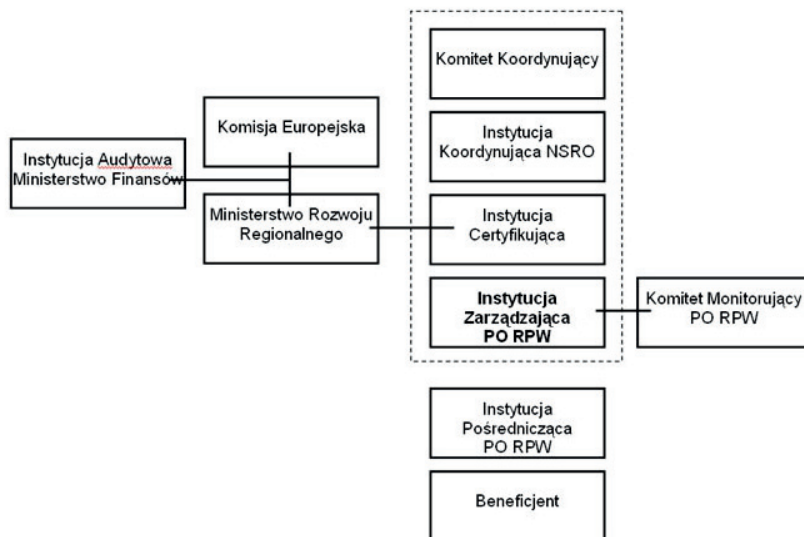 Komitet Koordynujący
Komisja Europejska
Instytucja
Koordynująca NSRO
Instytucja Audytowa
Ministerstwo Finansów
Ministerstwo Rozwoju
Regionalnego
Instytucja
Certyfikująca
Instytucja
Zarządzająca
PO RPW
Komitet Monitorujący
PO RPW
Instytucja
Pośrednicząca
PO RPW
Beneficjent